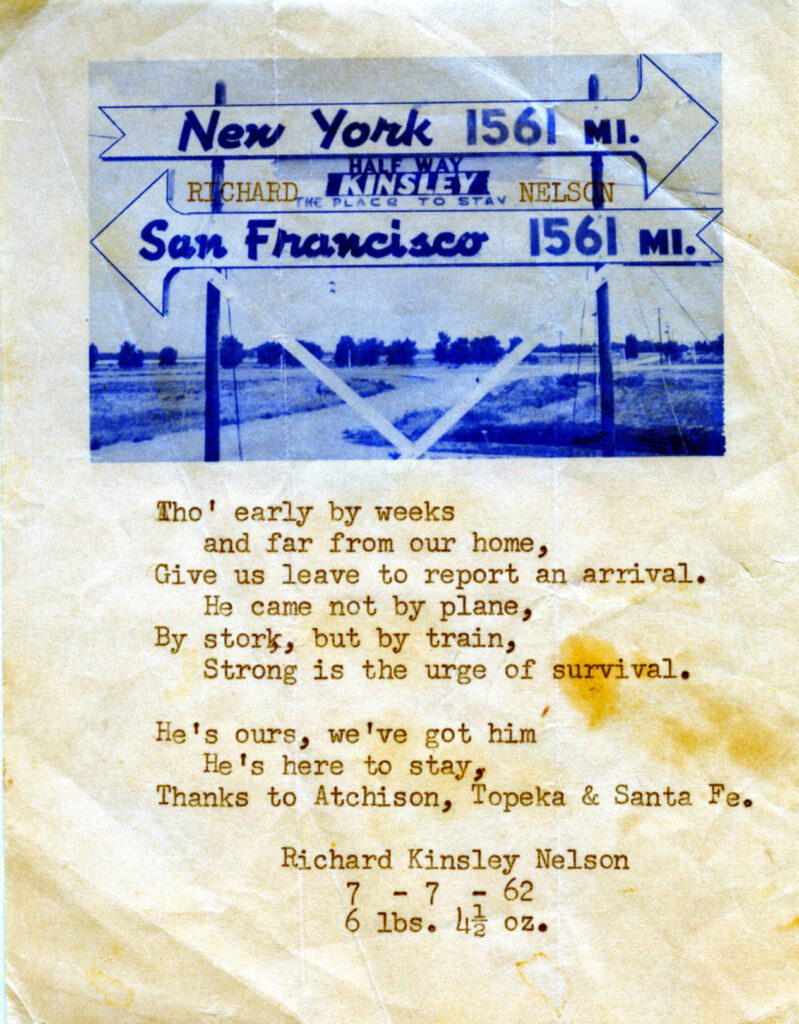 New York 1561 MI.
HALF WAY
RICHARD KINSLEY NELSON
THE PLACE TO STAY
San Francisco 1561 MI.
Tho' early by weeks
and far from our home,
Give us leave to report an arrival.
He came not by plane,
By stork, but by train,
Strong is the urge of survival.
He's ours, we've got him
He's here to stay,
Thanks to Atchison, Topeka & Santa Fe.
Richard Kinsley Nelson
7 - 7 - 62
6 lbs. 4½ oz.